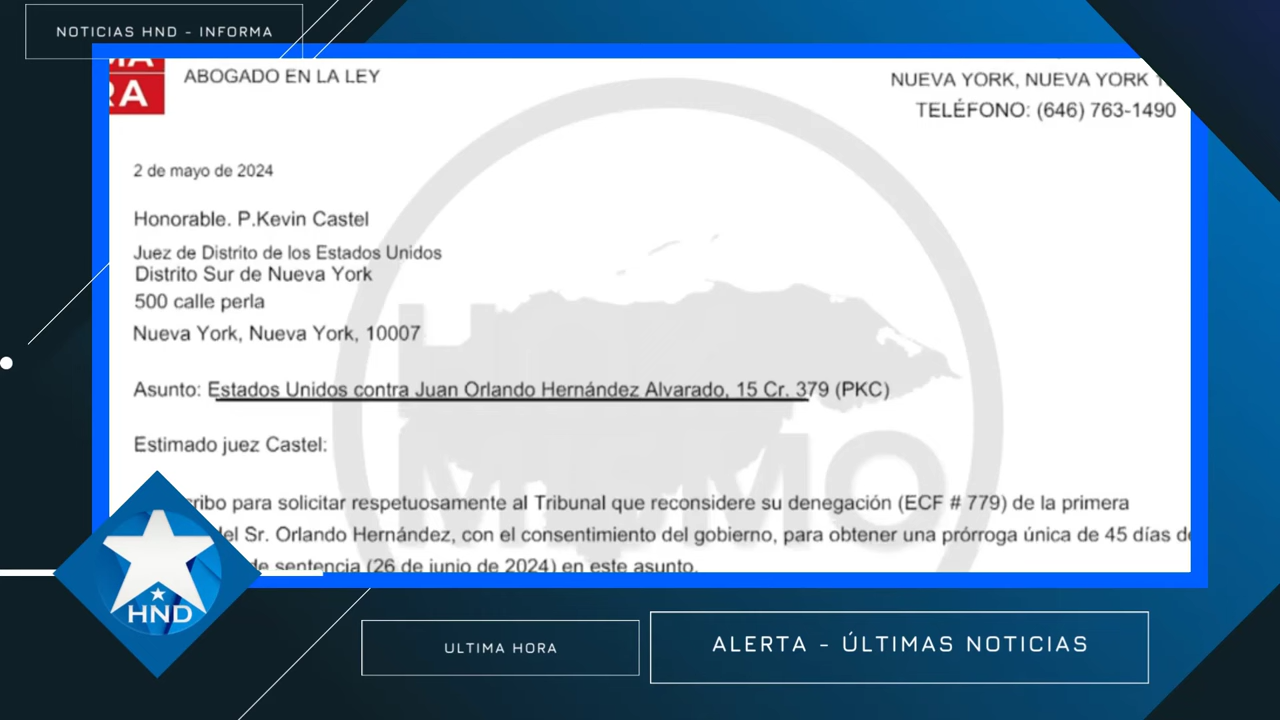 NOTICIAS HND - INFORMA
RA
ABOGADO EN LA LEY
NUEVA YORK, NUEVA YORK
TELÉFONO: (646) 763-1490
2 de mayo de 2024
Honorable. P.Kevin Castel
Juez de Distrito de los Estados Unidos
Distrito Sur de Nueva York
500 calle perla
Nueva York, Nueva York, 10007
Asunto: Estados Unidos contra Juan Orlando Hernández Alvarado, 15 Cr. 379 (PKC)
Estimado juez Castel:
ribo para solicitar respetuosamente al Tribunal que reconsidere su denegación (ECF # 779) de la primera
del Sr. Orlando Hernández, con el consentimiento del gobierno, para obtener una prórroga única de 45 días de
de sentencia (26 de junio de 2024) en este asunto.
HND
ULTIMA HORA
ALERTA - ÚLTIMAS NOTICIAS